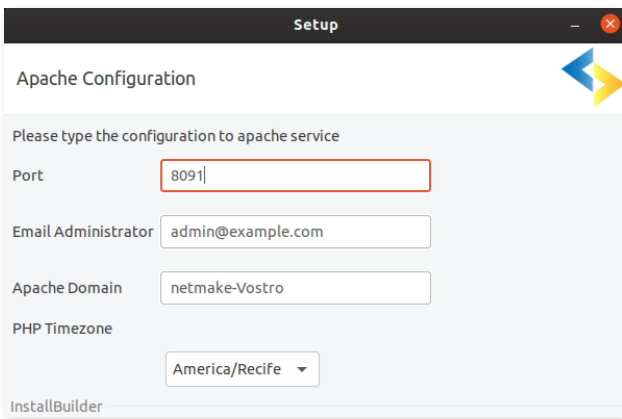 Setup
Apache Configuration
Please type the configuration to apache service
Port 8091
Email Administrator admin@example.com
Apache Domain netmake-Vostro
PHP Timezone
America/Recife
InstallBuilder